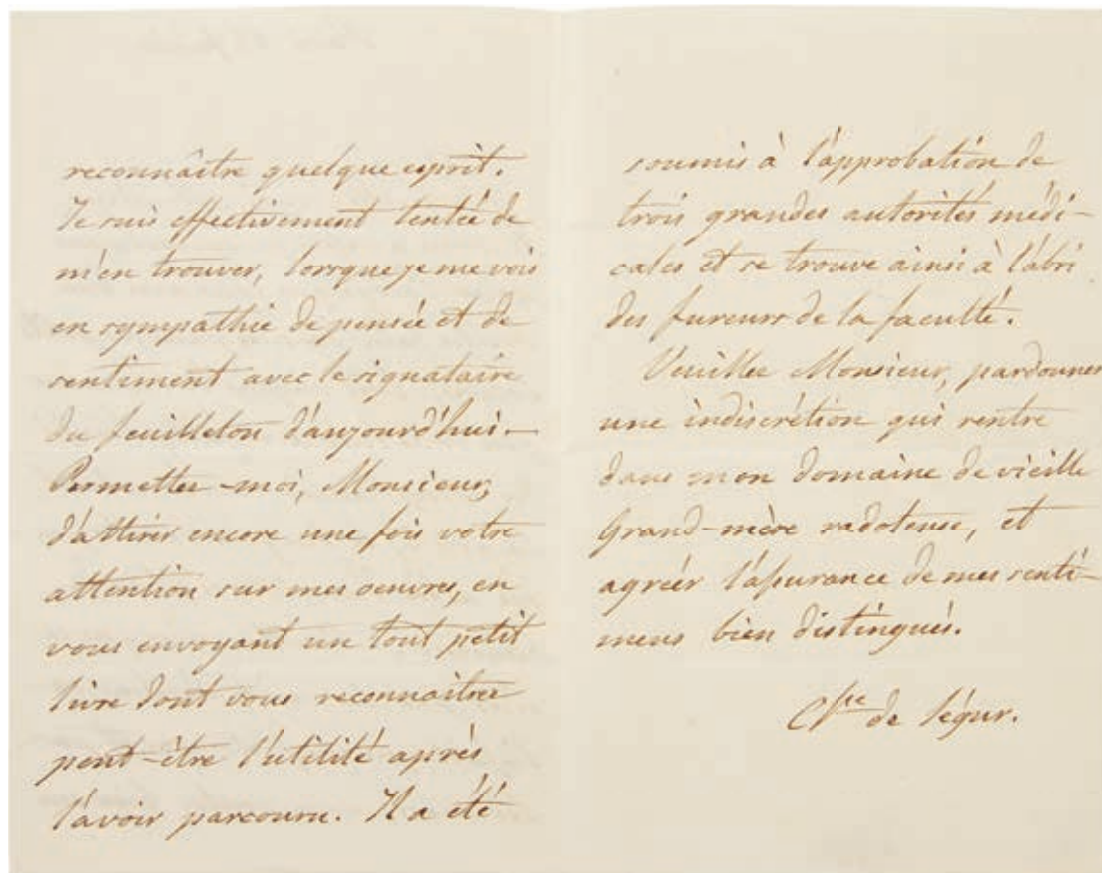 reconnaître quelque esprit.
Je suis effectivement tentée de
m'en trouver, lorsque je me vois
en sympathie de pensée et de
sentiment avec le signataire
du feuilleton d'aujourd'hui.—
Permettez-moi, Monsieur,
d'attirer encore une fois votre
attention sur mes oeuvres, en
vous envoyant un tout petit
livre dont vous reconnaitrez
peut-être l'utilité après
l'avoir parcouru. Il a été
soumis à l'approbation de
trois grandes autorités médi-
cales et se trouve ainsi à l'abri
des fureurs de la faculté.
Veuillez Monsieur, pardonner
une indiscrétion qui rentre
dans mon domaine de vieille
Grand-mère radoteuse, et
agréer l'assurance de mes senti-
mens bien distingués.
Ctsse de Ségur.